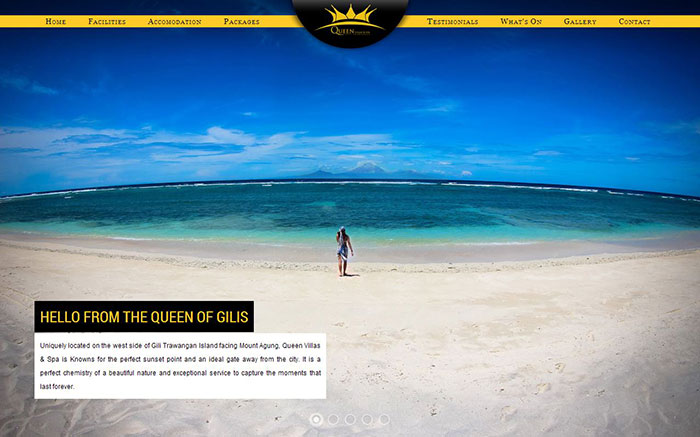 Home Facilities Accomodation Packages Testimonials What's On Gallery Contact
Queen
HELLO FROM THE QUEEN OF GILIS
Uniquely located on the west side of Gili Trawangan Island facing Mount Agung, Queen Villas
& Spa is Knowns for the perfect sunset point and an ideal gate away from the city. It is a
perfect chemistry of a beautiful nature and exceptional service to capture the moments that
last forever.